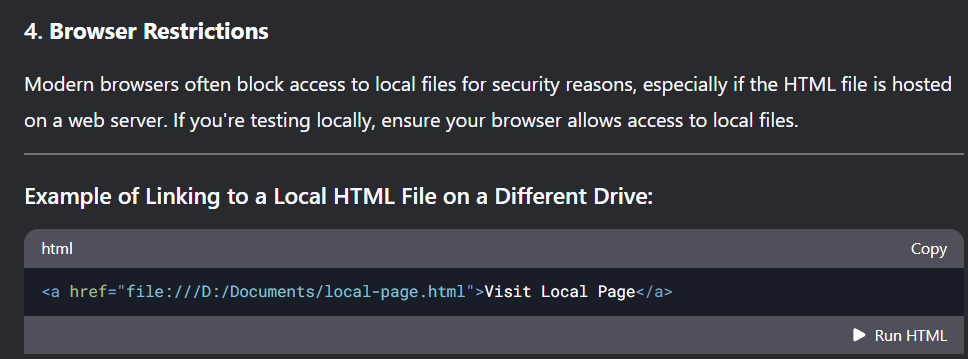 4. Browser Restrictions
Modern browsers often block access to local files for security reasons, especially if the HTML file is hosted
on a web server. If you're testing locally, ensure your browser allows access to local files.
Example of Linking to a Local HTML File on a Different Drive:
html Copy
<a href="file:///D:/Documents/local-page.html">Visit Local Page</a>
Run HTML